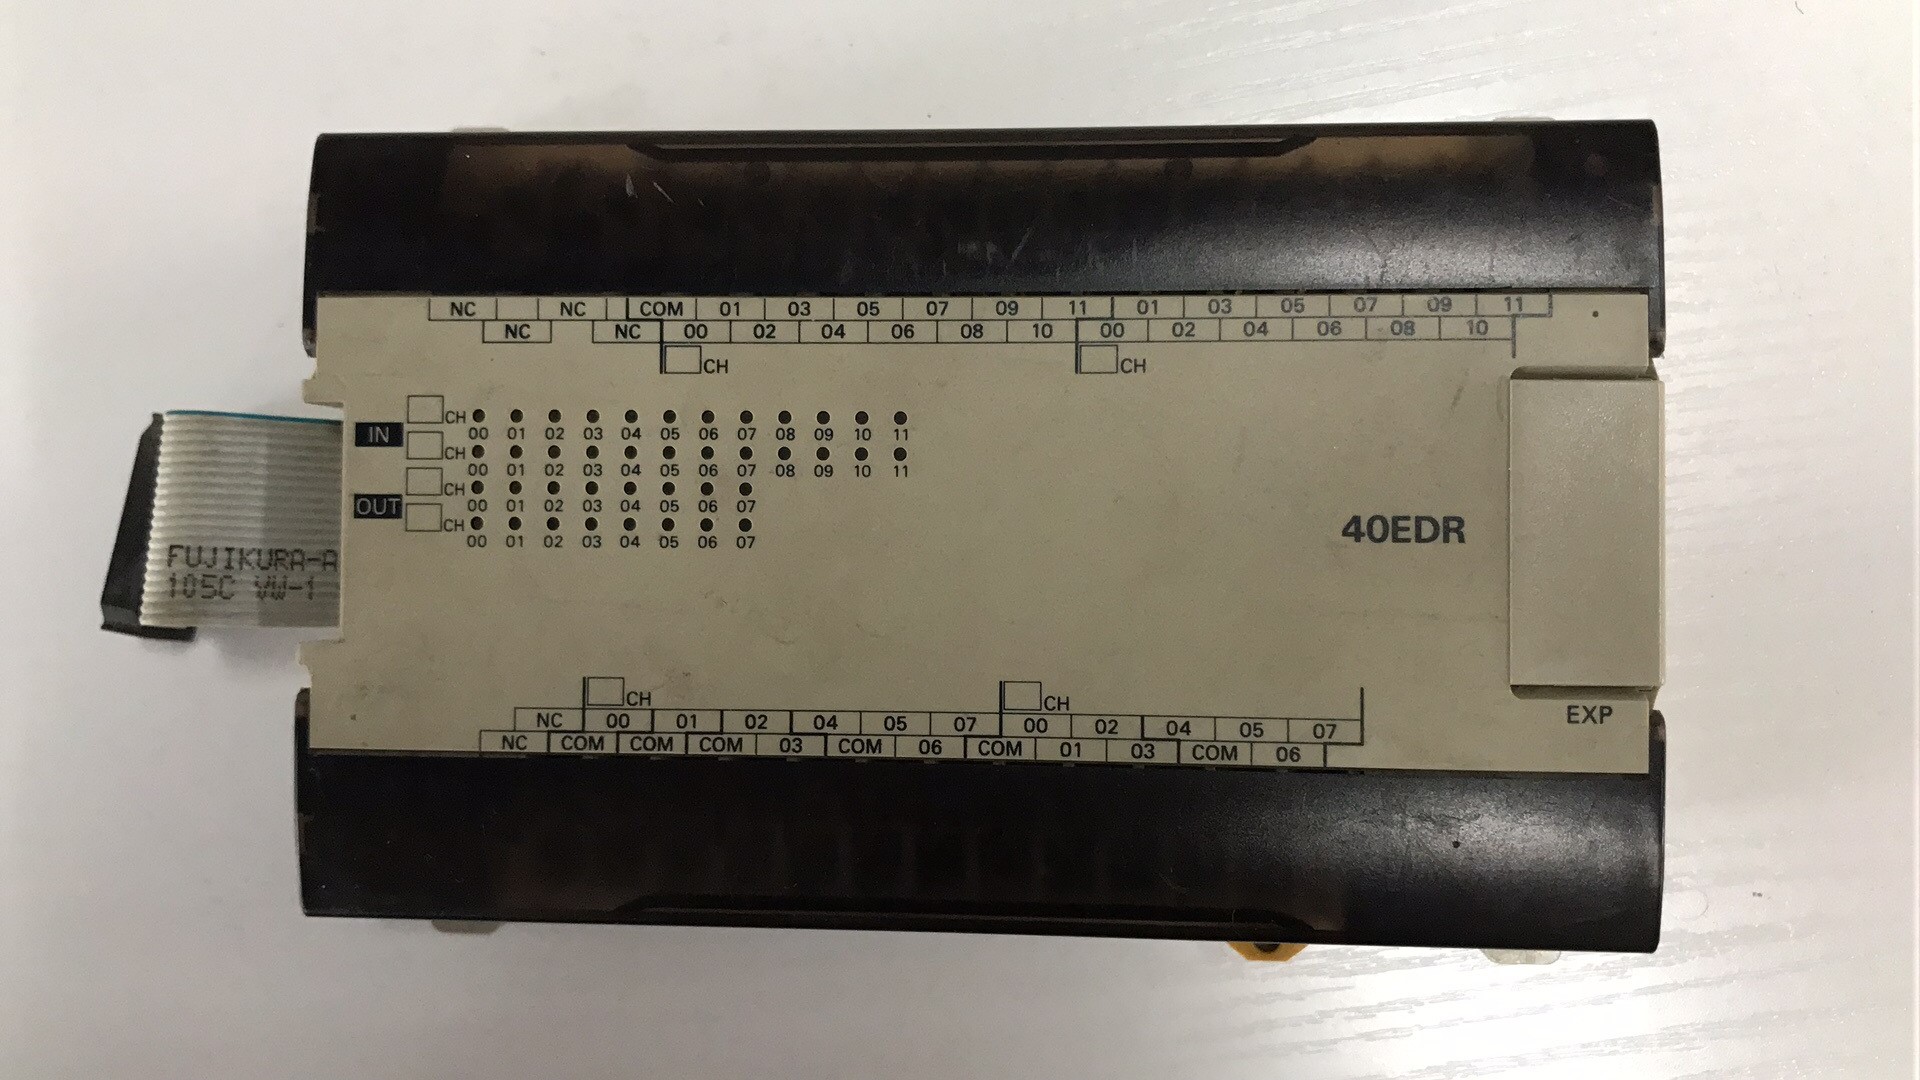 NC NC COM 01 03 05 07 09 11 01 03 05 07 09 11
NC NC 00 02 04 06 08 10 00 02 04 06 08 10
CH CH
IN
CH
00 01 02 03 04 05 06 07 08 09 10 11
CH
00 01 02 03 04 05 06 07 08 09 10 11
OUT
CH
00 01 02 03 04 05 06 07
CH
00 01 02 03 04 05 06 07
40EDR
FUJIKURA-A
105C VW-1
CH CH
NC 00 01 02 04 05 07 00 02 04 05 07
NC COM COM COM 03 COM 06 COM 01 03 COM 06
EXP